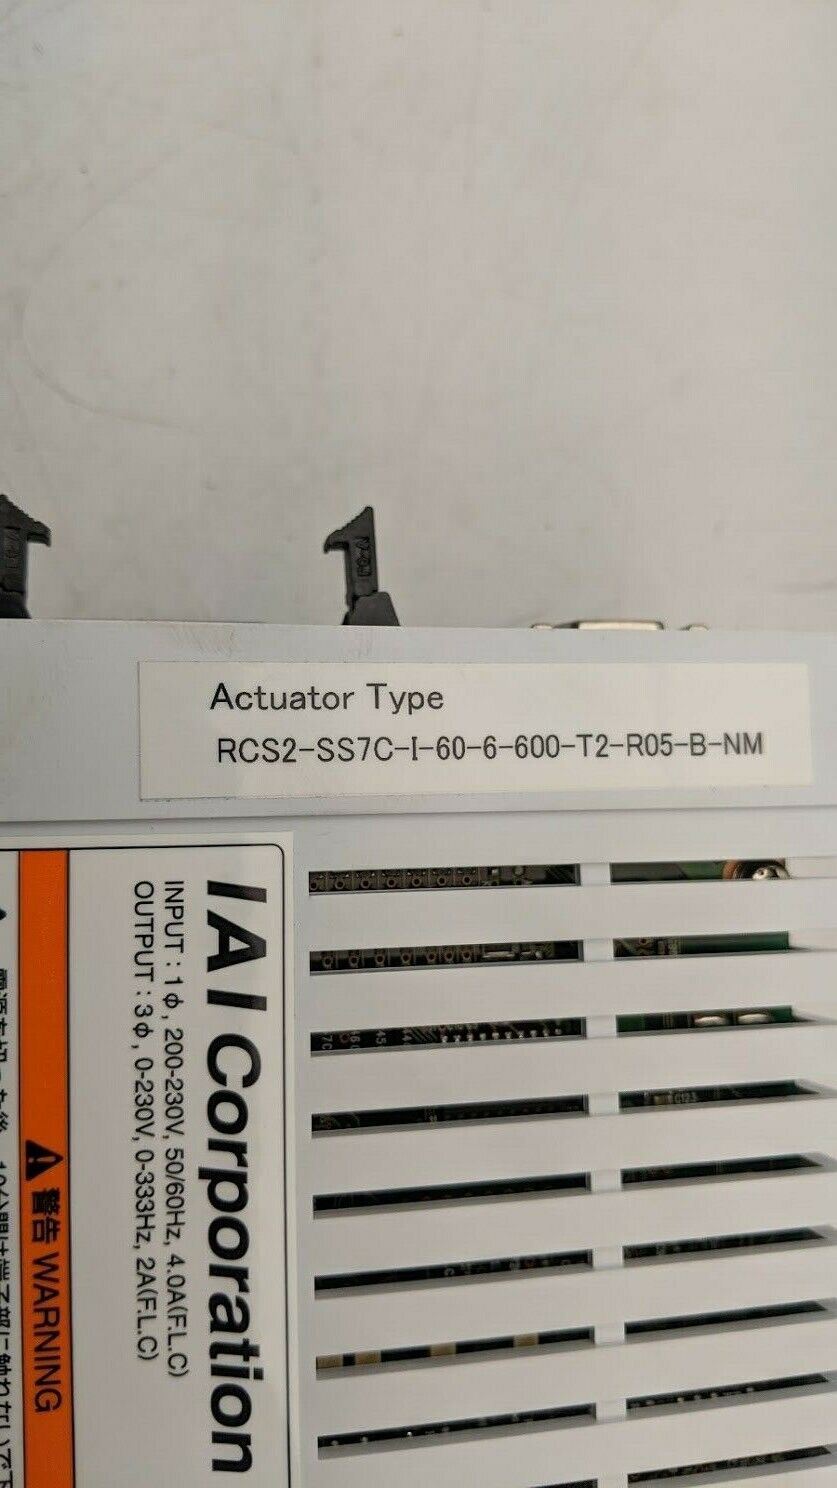 Actuator Type
RCS2-SS7C-I-60-6-600-T2-R05-B-NM
IAI Corporation
INPUT : 1φ, 200-230V, 50/60Hz, 4.0A(F.L.C)
OUTPUT : 3φ, 0-230V, 0-333Hz, 2A(F.L.C)
警告 WARNING